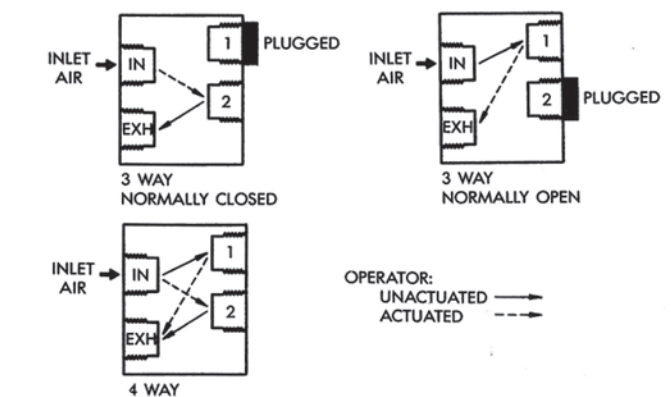 INLET
AIR
IN
EXH
1
2
PLUGGED
3 WAY
NORMALLY CLOSED
INLET
AIR
IN
EXH
1
2
PLUGGED
3 WAY
NORMALLY OPEN
INLET
AIR
IN
EXH
1
2
4 WAY
OPERATOR:
UNACTUATED
ACTUATED